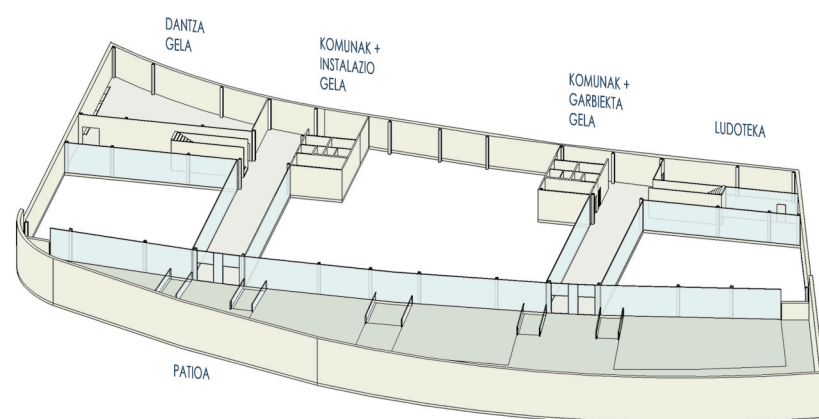 DANTZA
GELA
KOMUNAK +
INSTALAZIO
GELA
KOMUNAK +
GARBIEKTA
GELA
LUDOTEKA
PATIOA